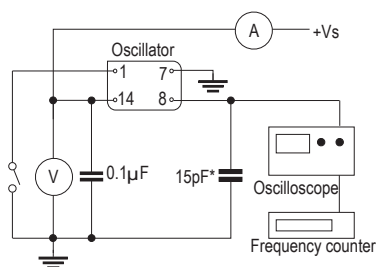 A
+Vs
Oscillator
1
7
14
8
V
0.1µF
15pF*
Oscilloscope
Frequency counter